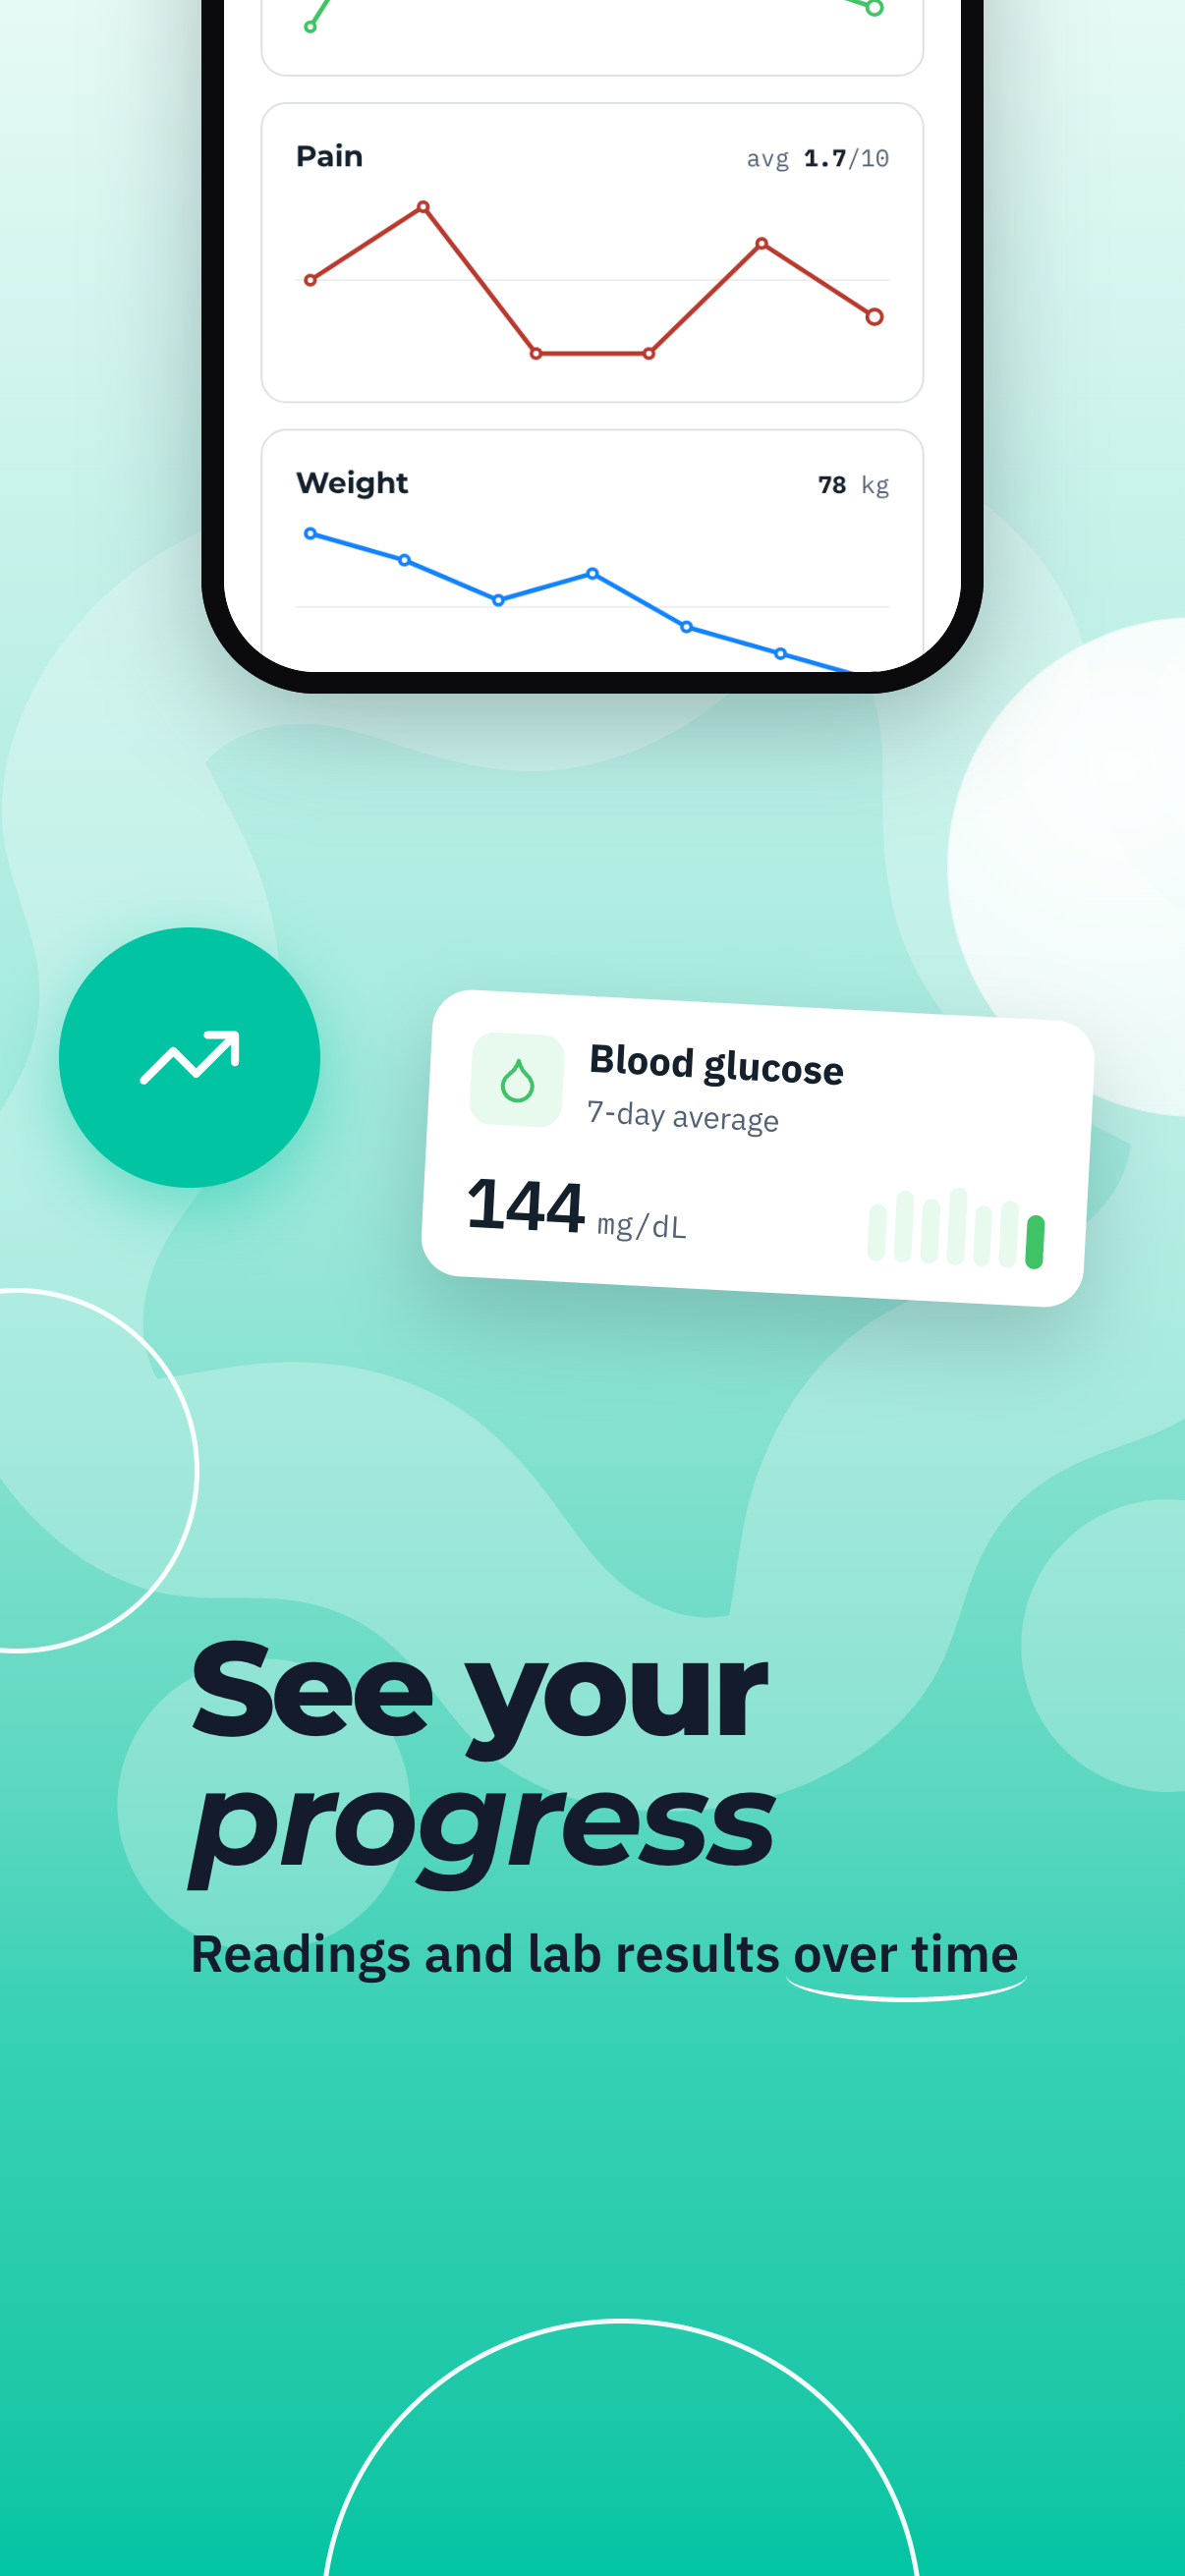 Pain
avg 1.7/10
Weight
78 kg
Blood glucose
7-day average
144 mg/dL
See your
progress
Readings and lab results over time